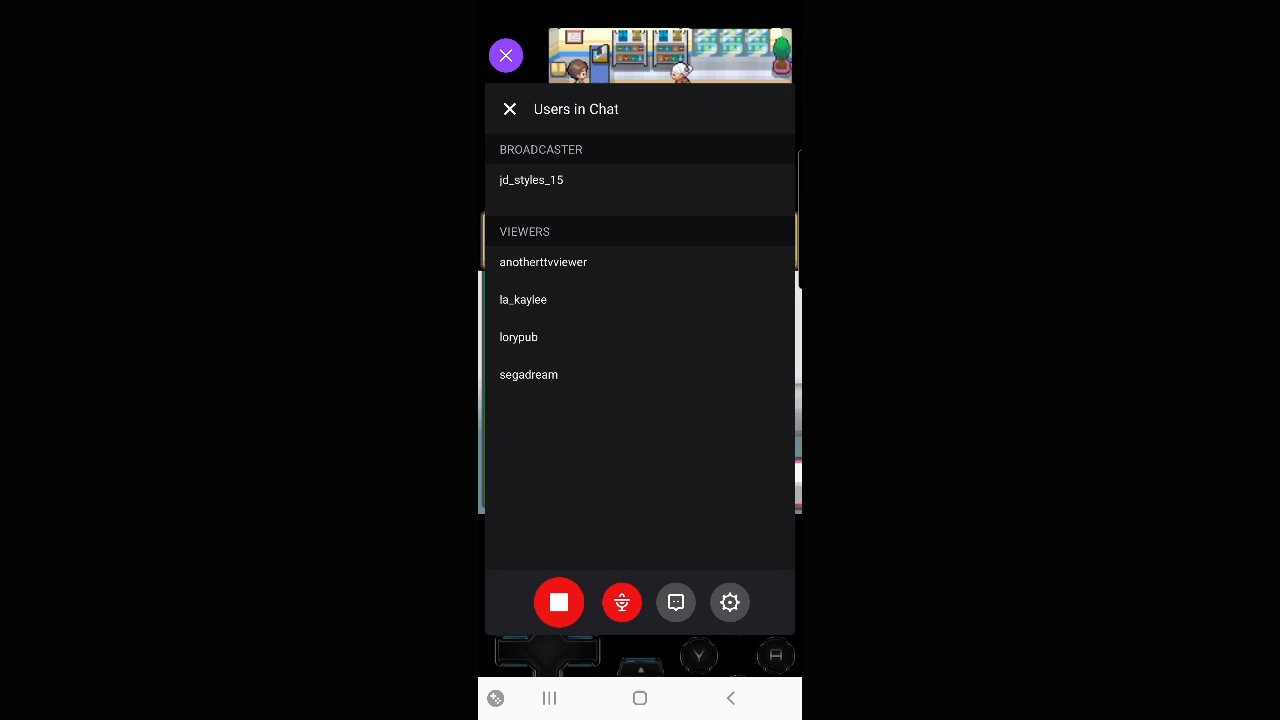 Users in Chat
BROADCASTER
jd_styles_15
VIEWERS
anotherttvviewer
la_kaylee
lorypub
segadream
Y
A